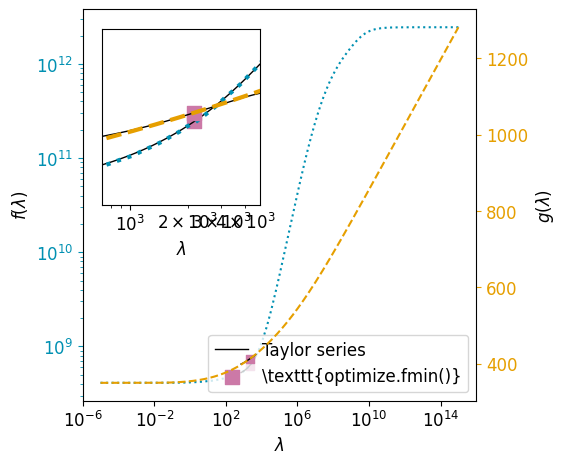 10¹²
10¹¹
10¹⁰
10⁹
f(λ)
1200
1000
800
600
400
g(λ)
10³
2 × 10³
3 × 10³
4 × 10³
λ
Taylor series
\texttt{optimize.fmin()}
10⁻⁶
10⁻²
10²
10⁶
10¹⁰
10¹⁴
λ